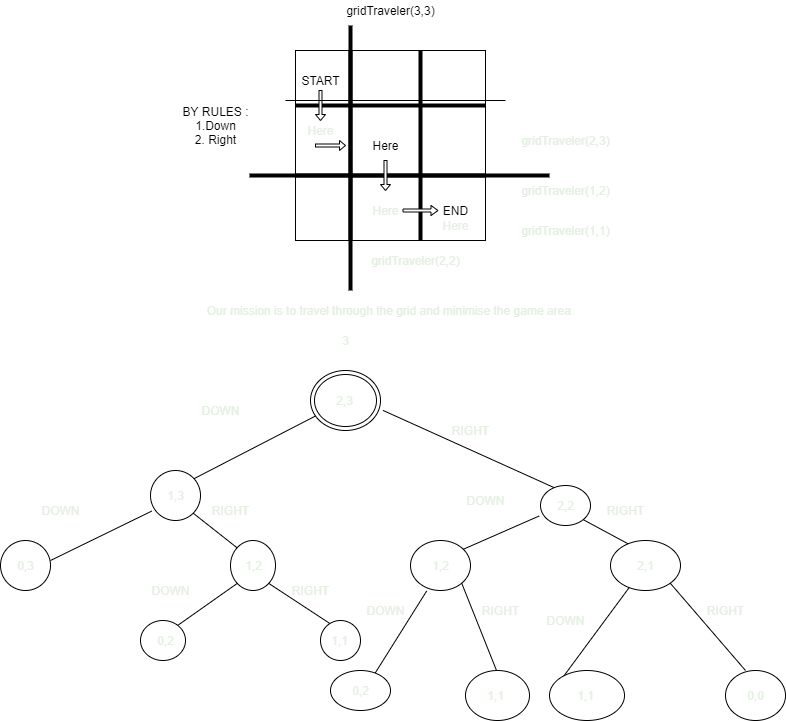 gridTraveler(3,3)
START
BY RULES :
1.Down
2. Right
Here
Here
gridTraveler(2,3)
gridTraveler(1,2)
Here
END
Here
gridTraveler(1,1)
gridTraveler(2,2)
Our mission is to travel through the grid and minimise the game area.
3
2,3
DOWN
RIGHT
1,3
2,2
DOWN
RIGHT
DOWN
RIGHT
0,3
1,2
1,2
2,1
DOWN
RIGHT
DOWN
RIGHT
DOWN
RIGHT
0,2
1,1
0,2
1,1
1,1
0,0